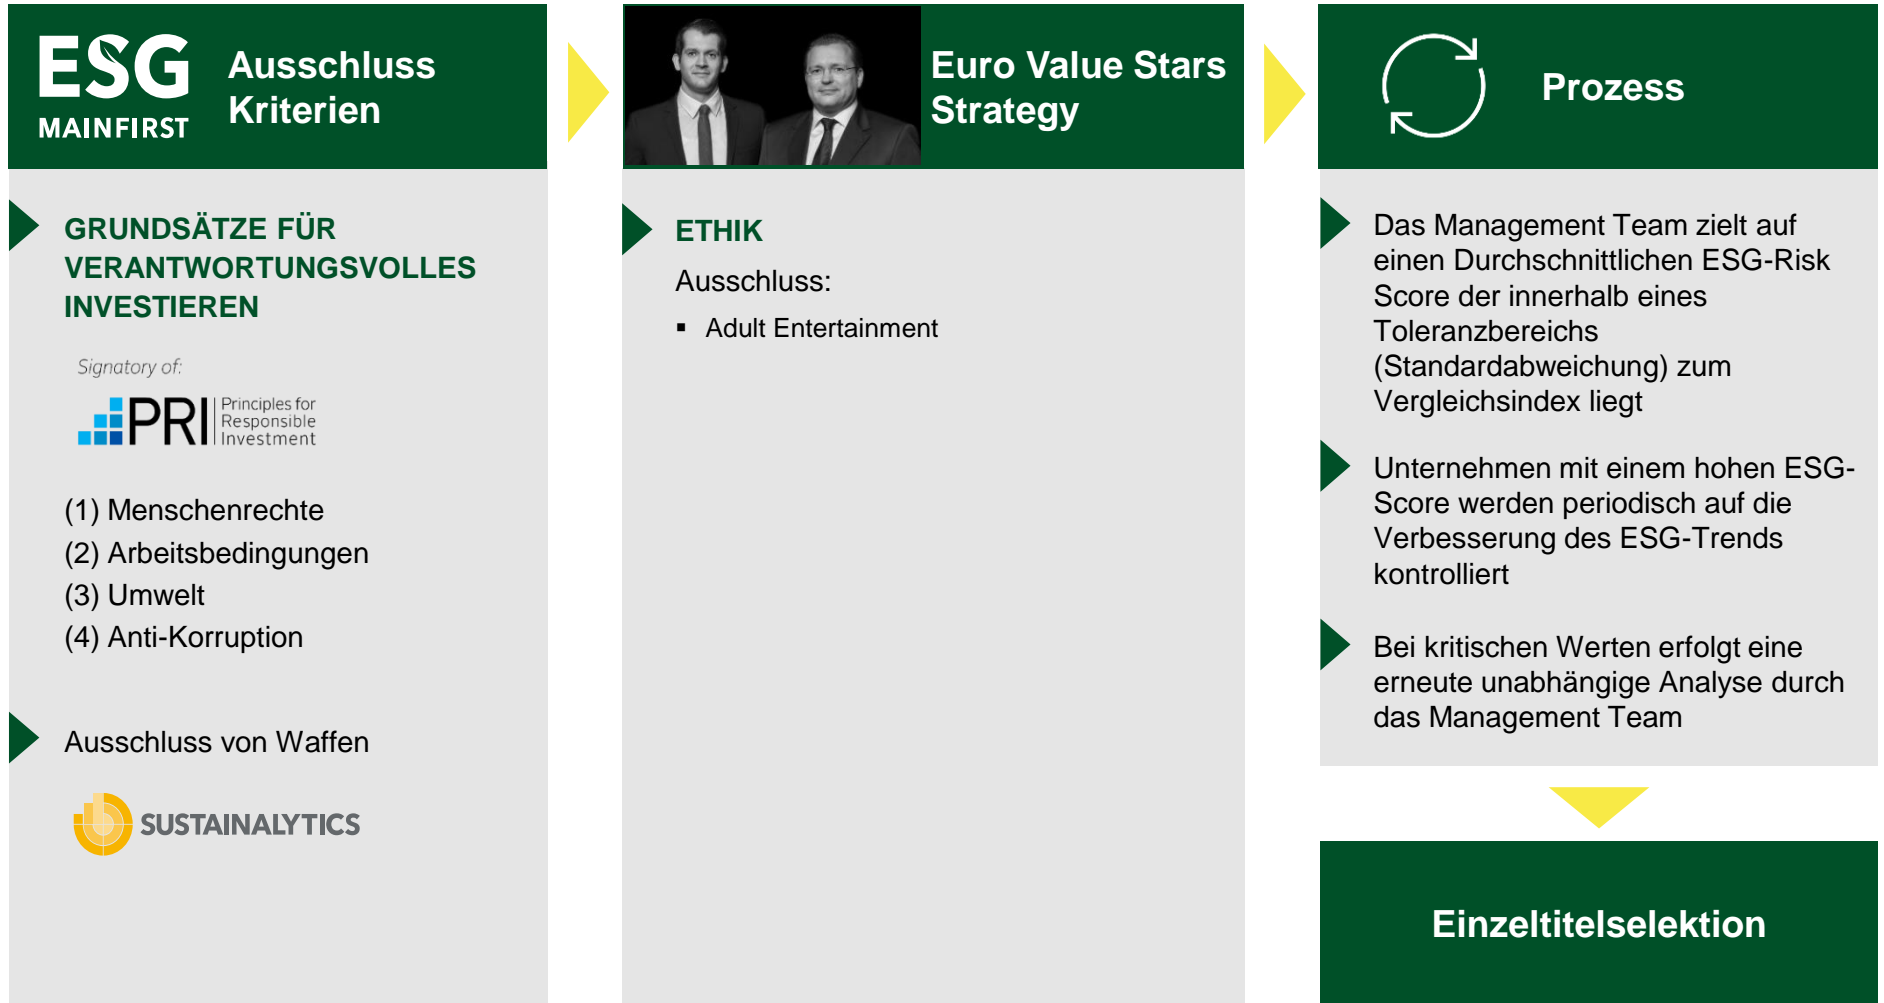 ESG
MAINFIRST
Ausschluss
Kriterien
GRUNDSÄTZE FÜR
VERANTWORTUNGSVOLLES
INVESTIEREN
Signatory of:
PRI
Principles for
Responsible
Investment
(1) Menschenrechte
(2) Arbeitsbedingungen
(3) Umwelt
(4) Anti-Korruption
Ausschluss von Waffen
SUSTAINALYTICS
Euro Value Stars
Strategy
ETHIK
Ausschluss:
▪ Adult Entertainment
Prozess
Das Management Team zielt auf
einen Durchschnittlichen ESG-Risk
Score der innerhalb eines
Toleranzbereichs
(Standardabweichung) zum
Vergleichsindex liegt
Unternehmen mit einem hohen ESG-
Score werden periodisch auf die
Verbesserung des ESG-Trends
kontrolliert
Bei kritischen Werten erfolgt eine
erneute unabhängige Analyse durch
das Management Team
Einzeltitelselektion